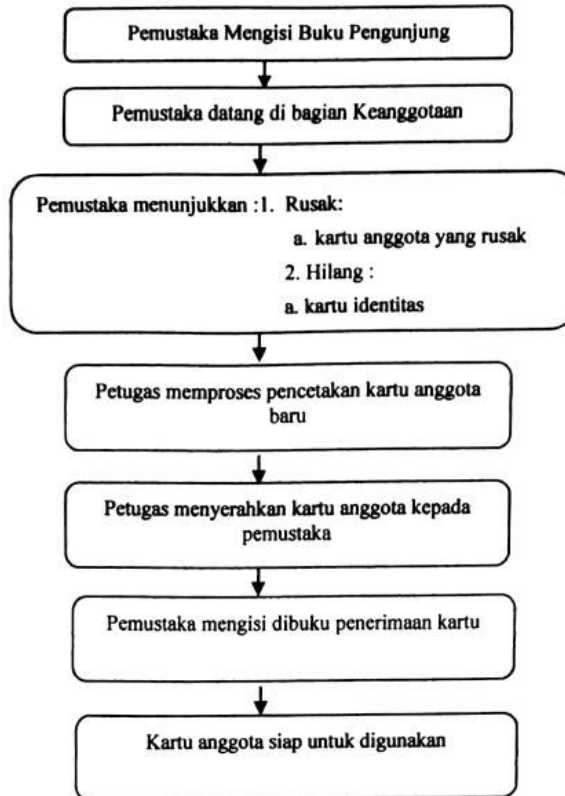 Pemustaka Mengisi Buku Pengunjung
Pemustaka datang di bagian Keanggotaan
Pemustaka menunjukkan :1. Rusak:
a. kartu anggota yang rusak
2. Hilang :
a. kartu identitas
Petugas memproses pencetakan kartu anggota
baru
Petugas menyerahkan kartu anggota kepada
pemustaka
Pemustaka mengisi dibuku penerimaan kartu
Kartu anggota siap untuk digunakan